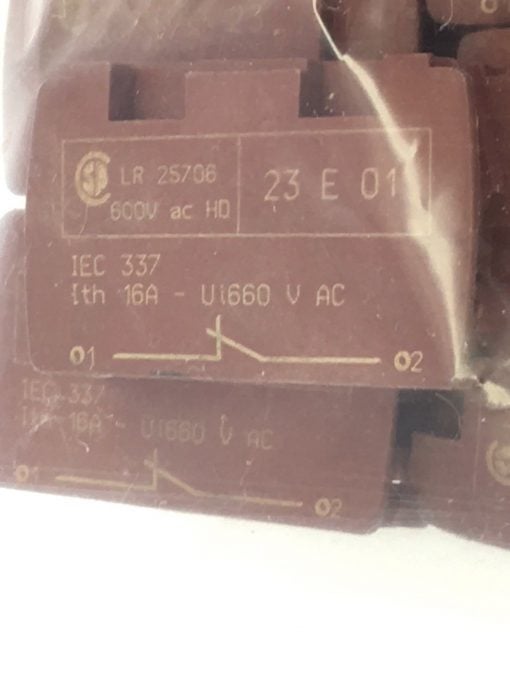 LR 25706
600V ac HD
23 E 01
IEC 337
Ith 16A - Ui660 V AC
01 02
IEC 337
Ith 16A - Ui660 V AC
01 02